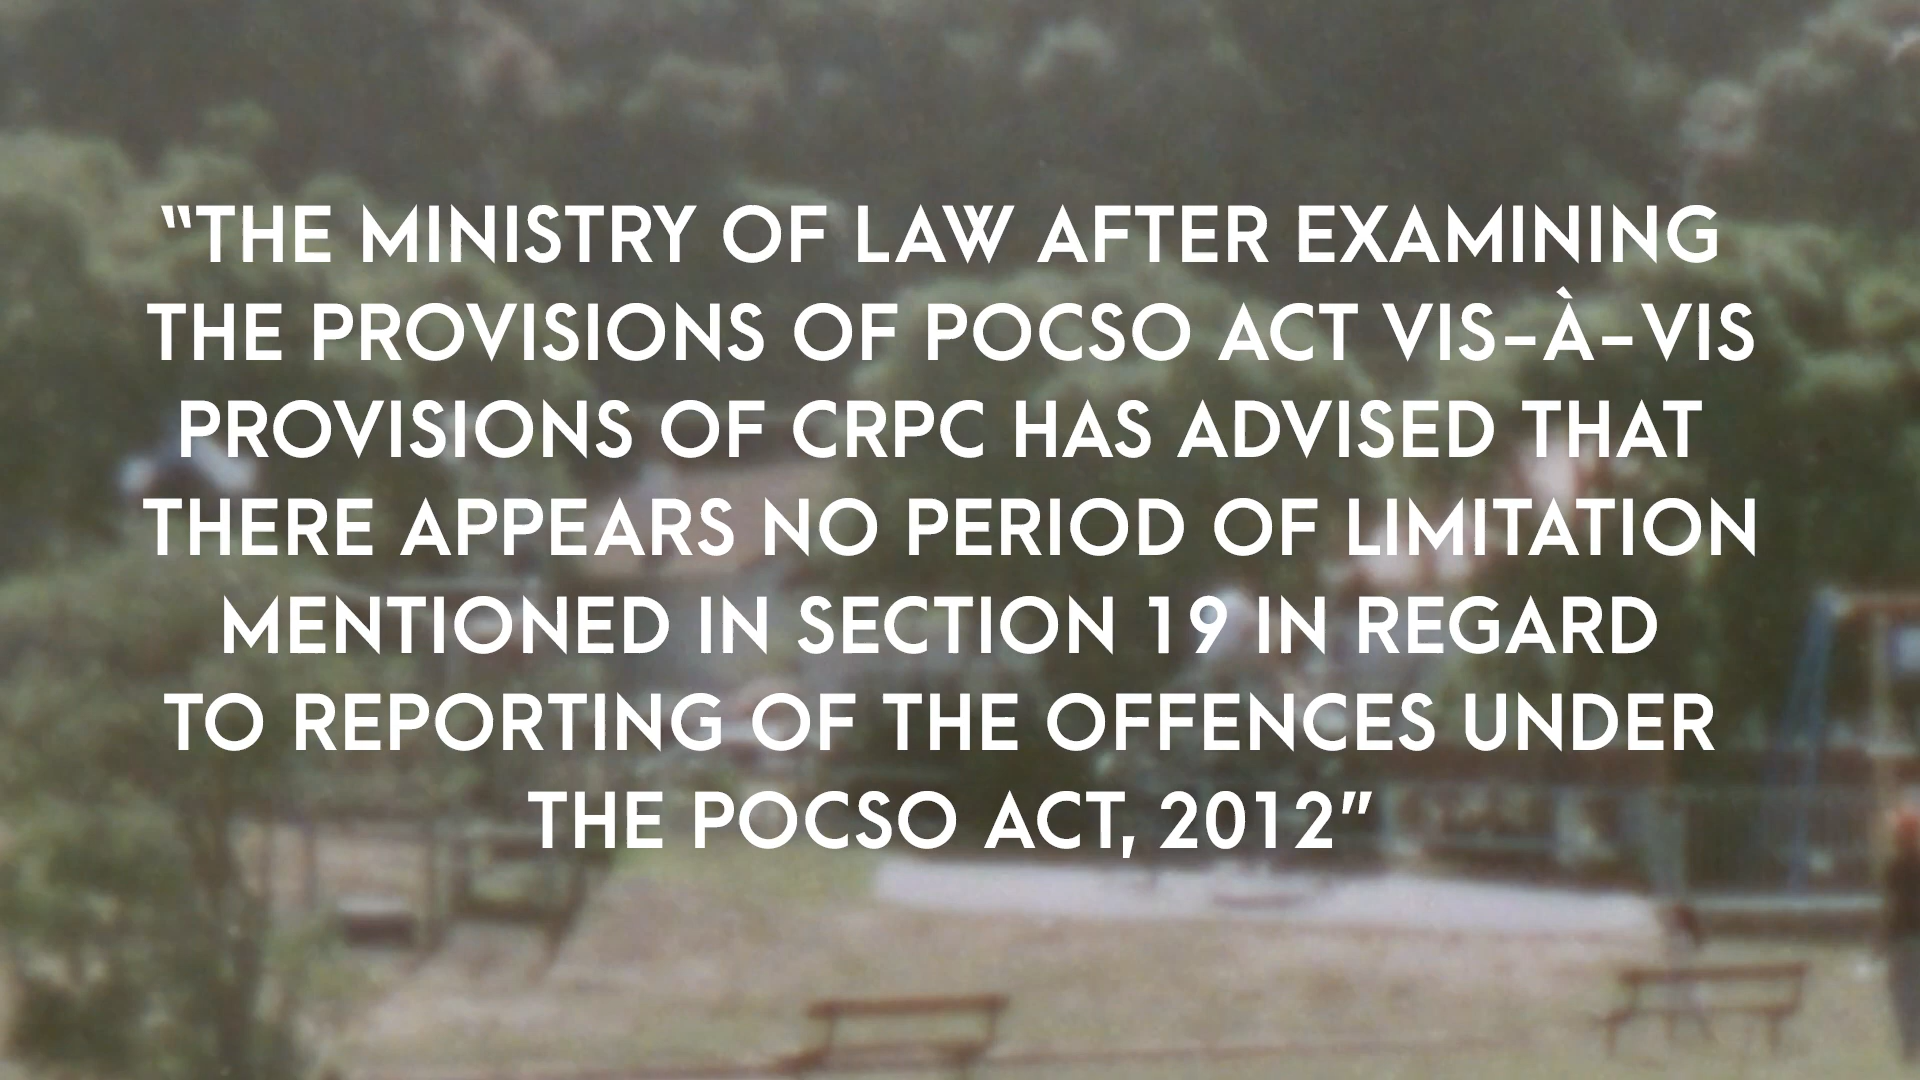 “THE MINISTRY OF LAW AFTER EXAMINING
THE PROVISIONS OF POCSO ACT VIS-À-VIS
PROVISIONS OF CRPC HAS ADVISED THAT
THERE APPEARS NO PERIOD OF LIMITATION
MENTIONED IN SECTION 19 IN REGARD
TO REPORTING OF THE OFFENCES UNDER
THE POCSO ACT, 2012”